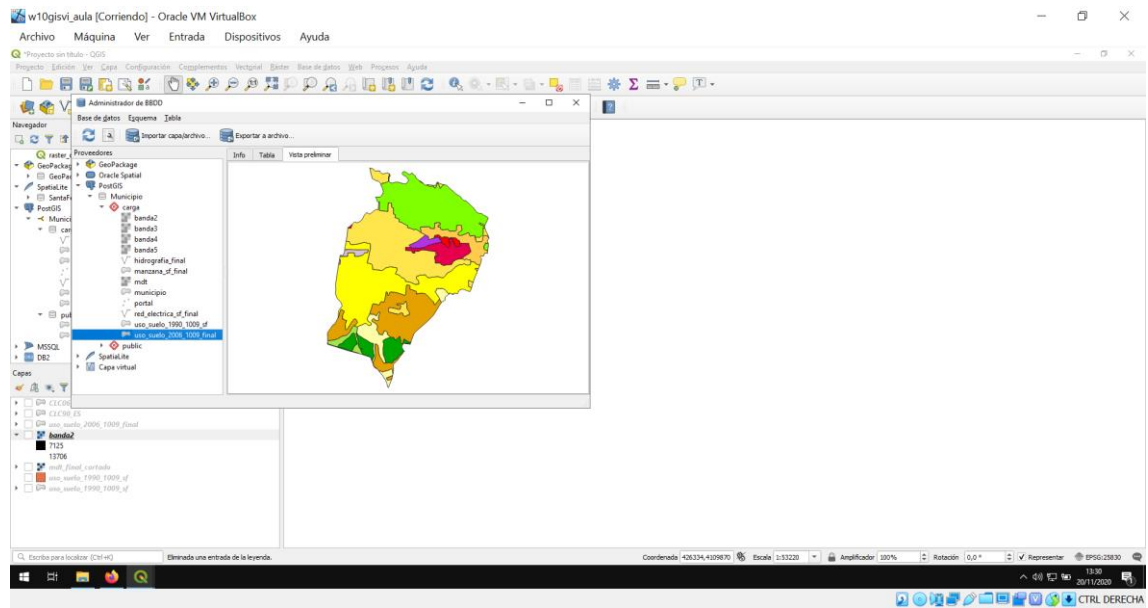 w10gisvi_aula [Corriendo] - Oracle VM VirtualBox
Archivo Máquina Ver Entrada Dispositivos Ayuda
*Proyecto sin título - QGIS
Proyecto Edición Ver Capa Configuración Complementos Vectorial Ráster Base de datos Web Procesos Ayuda
Administrador de BBDD
Base de datos Esquema Tabla
Importar capa/archivo... Exportar a archivo...
Navegador
Proveedores
Info Tabla Vista preliminar
GeoPackage
Oracle Spatial
PostGIS
Municipio
carga
banda2
banda3
banda4
banda5
hidrografia_final
manzana_sf_final
mdt
municipio
portal
red_electrica_sf_final
uso_suelo_1990_1009_sf
uso_suelo_2006_1009_final
public
SpatiaLite
Capa virtual
SpatiaLite
PostGIS
MSSQL
DB2
Capas
CLC90_ES
uso_suelo_2006_1009_final
banda2
7125
13706
mdt_final_cortado
uso_suelo_1990_1009_sf
uso_suelo_1990_1009_sf
Escriba para localizar (Ctrl+K)
Eliminada una entrada de la leyenda.
Coordenada 426334,4109870 Escala 1:53220 Amplificador 100% Rotación 0,0 ° Representar EPSG:25830
13:30
20/11/2020
CTRL DERECHA